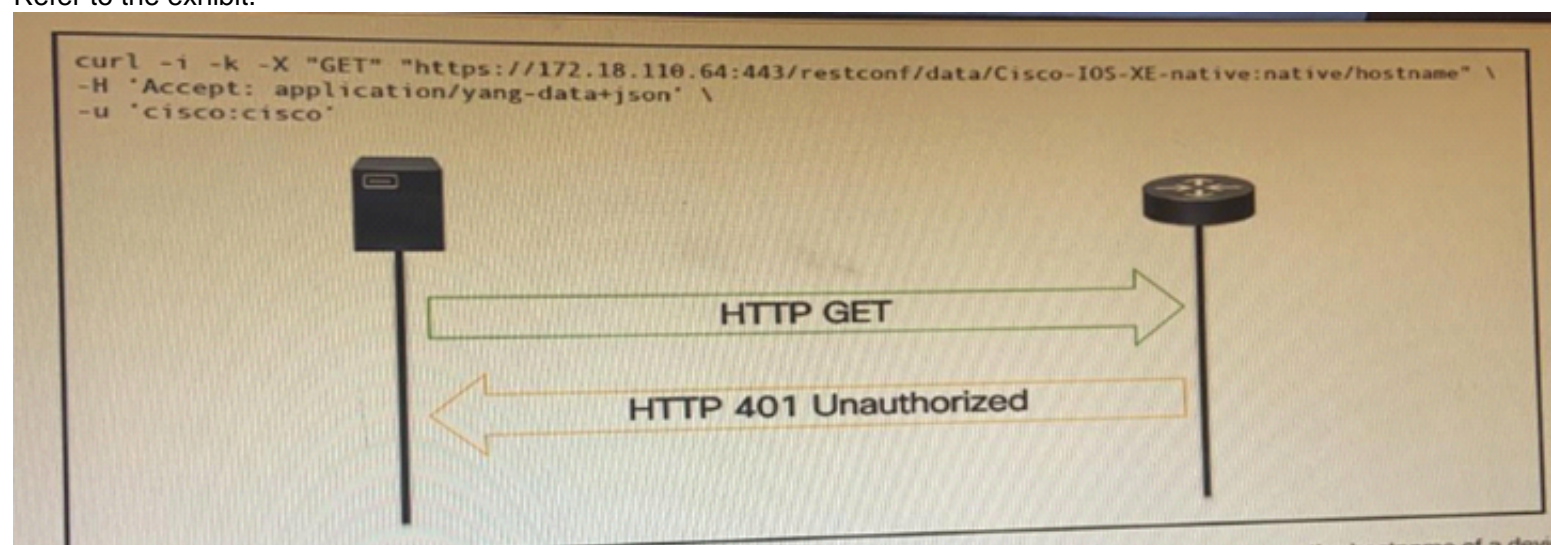 Refer to the exhibit.
curl -i -k -X "GET" "https://172.18.110.64:443/restconf/data/Cisco-IOS-XE-native:native/hostname" \
-H 'Accept: application/yang-data+json' \
-u 'cisco:cisco'
HTTP GET
HTTP 401 Unauthorized
of a